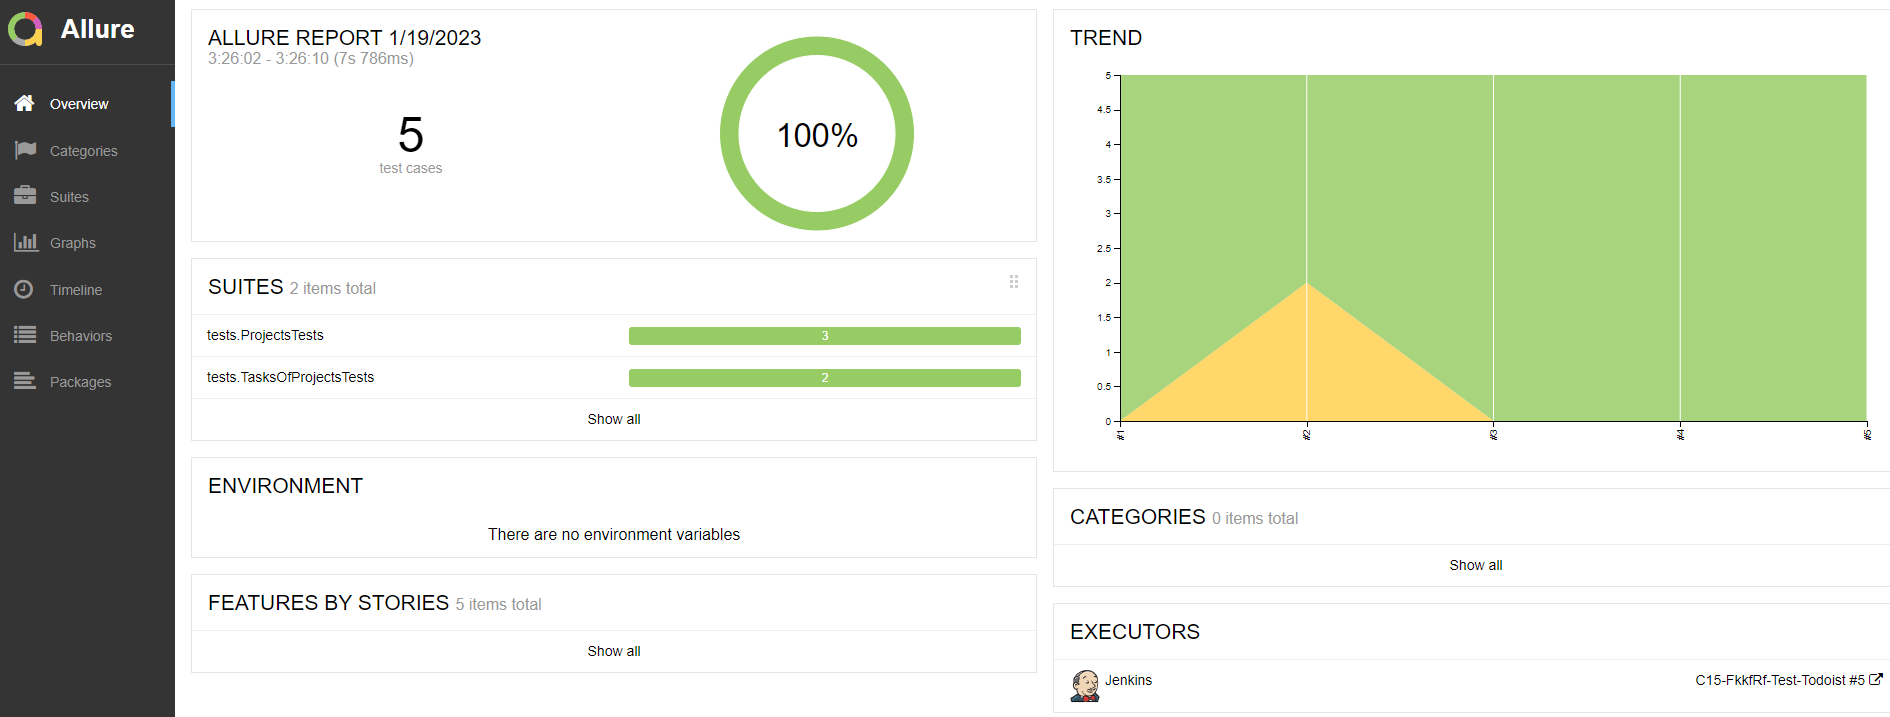 Allure
Overview
Categories
Suites
Graphs
Timeline
Behaviors
Packages
ALLURE REPORT 1/19/2023
3:26:02 - 3:26:10 (7s 786ms)
5
test cases
100%
SUITES 2 items total
tests.ProjectsTests 3
tests.TasksOfProjectsTests 2
Show all
ENVIRONMENT
There are no environment variables
FEATURES BY STORIES 5 items total
Show all
TREND
5
4.5
4
3.5
3
2.5
2
1.5
1
0.5
0
#1 #2 #3 #4 #5
CATEGORIES 0 items total
Show all
EXECUTORS
Jenkins C15-FkkfRf-Test-Todoist #5